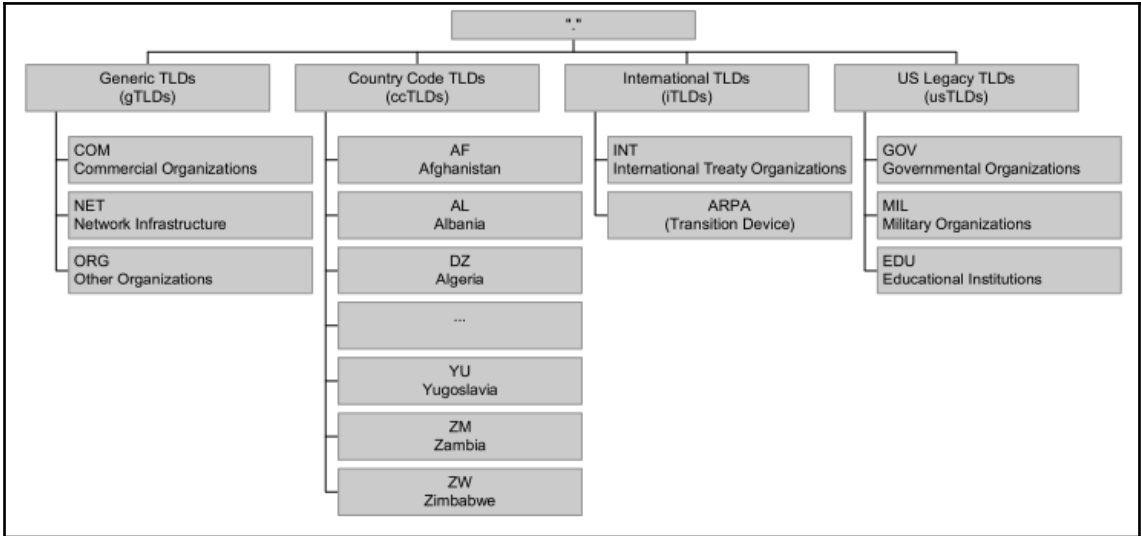 "."
Generic TLDs
(gTLDs)
COM
Commercial Organizations
NET
Network Infrastructure
ORG
Other Organizations
Country Code TLDs
(ccTLDs)
AF
Afghanistan
AL
Albania
DZ
Algeria
...
YU
Yugoslavia
ZM
Zambia
ZW
Zimbabwe
International TLDs
(iTLDs)
INT
International Treaty Organizations
ARPA
(Transition Device)
US Legacy TLDs
(usTLDs)
GOV
Governmental Organizations
MIL
Military Organizations
EDU
Educational Institutions